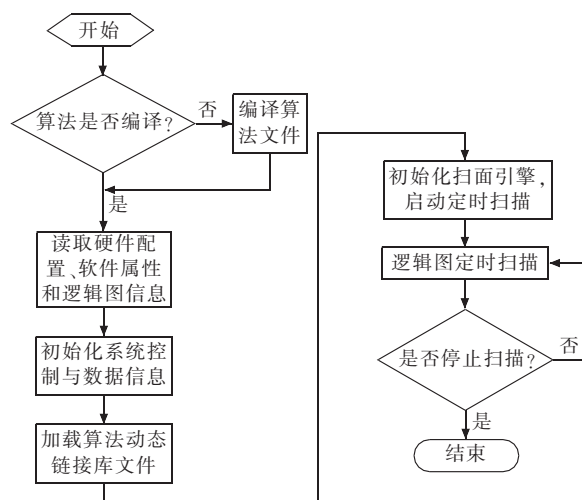 开始
算法是否编译?
否
编译算
法文件
是
读取硬件配
置、软件属性
和逻辑图信息
初始化系统控
制与数据信息
加载算法动态
链接库文件
初始化扫面引擎,
启动定时扫描
逻辑图定时扫描
是否停止扫描?
否
是
结束